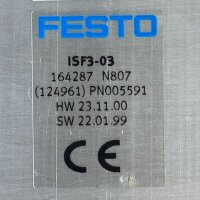 FESTO
ISF3-03
164287 N807
(124961) PN005591
HW 23.11.00
SW 22.01.99
CE